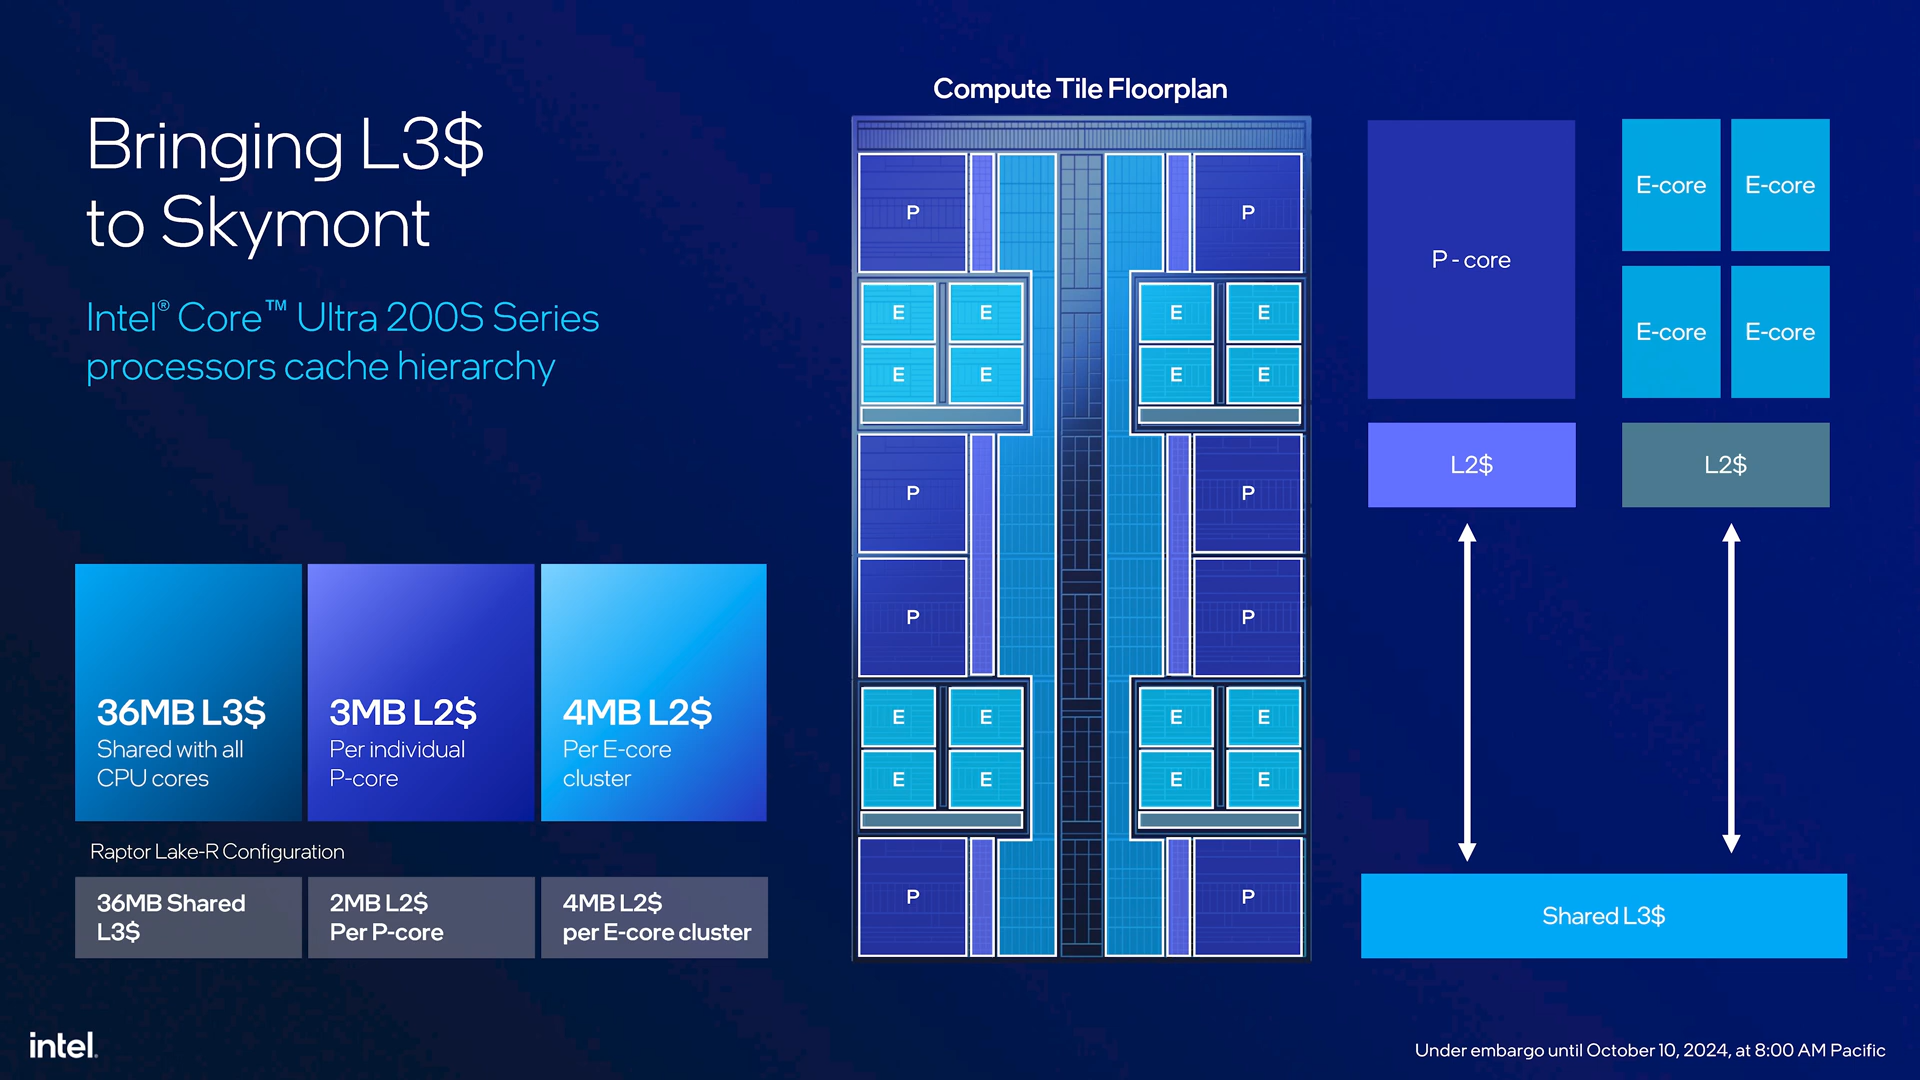 Bringing L3$
to Skymont
Intel® Core™ Ultra 200S Series
processors cache hierarchy
36MB L3$
Shared with all
CPU cores
3MB L2$
Per individual
P-core
4MB L2$
Per E-core
cluster
Raptor Lake-R Configuration
36MB Shared
L3$
2MB L2$
Per P-core
4MB L2$
per E-core cluster
Compute Tile Floorplan
P P
E E E E
E E E E
P P
P P
E E E E
E E E E
P P
P - core
E-core E-core
E-core E-core
L2$ L2$
Shared L3$
intel.
Under embargo until October 10, 2024, at 8:00 AM Pacific